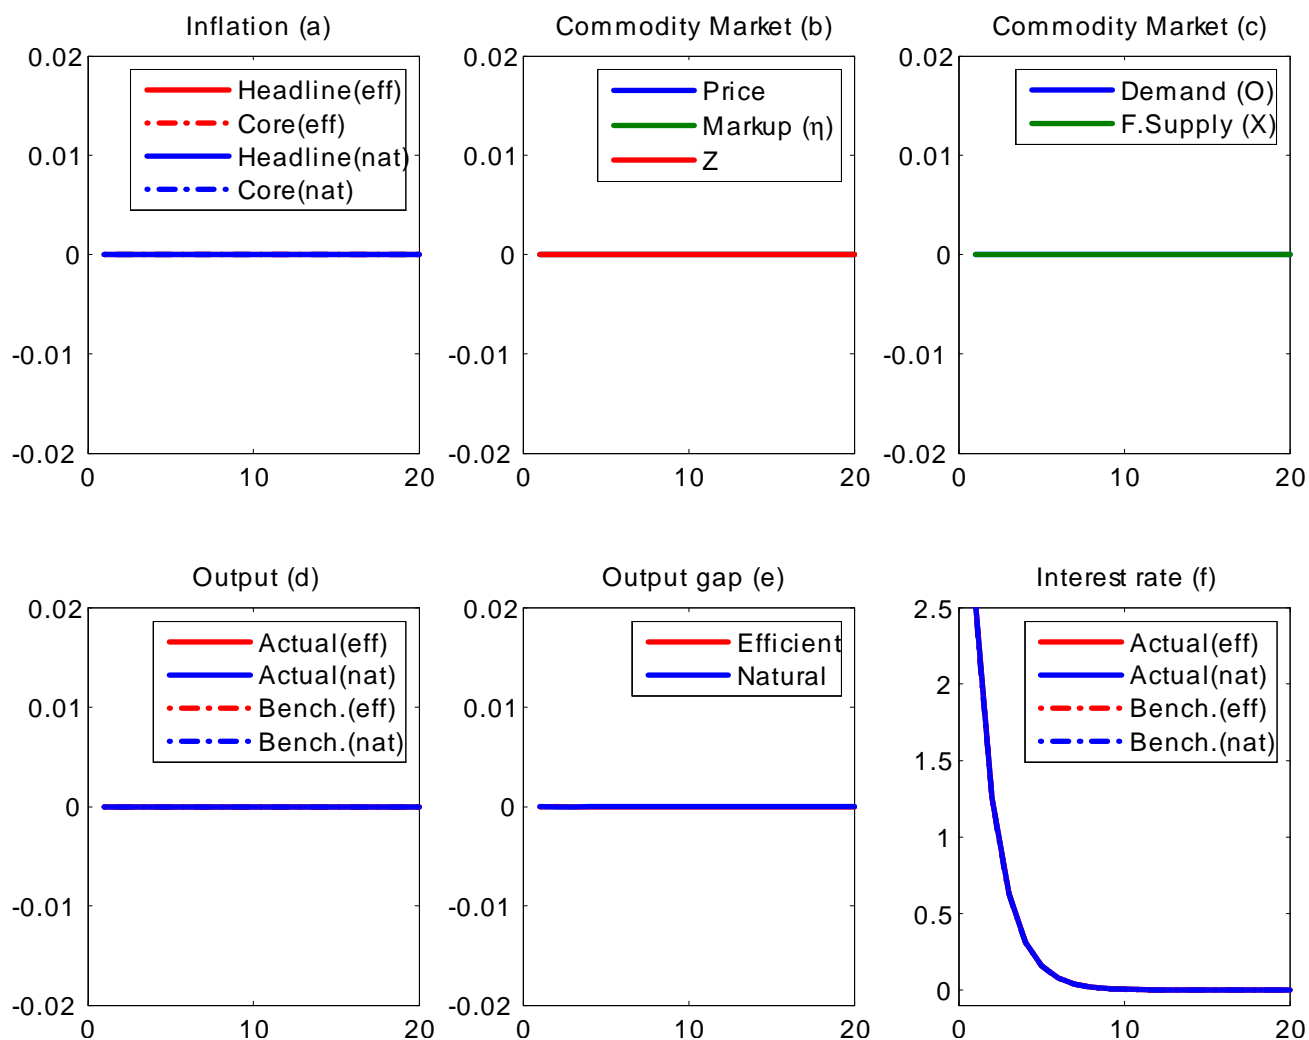 Inflation (a)
0.02
0.01
0
-0.01
-0.02
0
10
20
Headline(eff)
Core(eff)
Headline(nat)
Core(nat)
Commodity Market (b)
0.02
0.01
0
-0.01
-0.02
0
10
20
Price
Markup (η)
Z
Commodity Market (c)
0.02
0.01
0
-0.01
-0.02
0
10
20
Demand (O)
F.Supply (X)
Output (d)
0.02
0.01
0
-0.01
-0.02
0
10
20
Actual(eff)
Actual(nat)
Bench.(eff)
Bench.(nat)
Output gap (e)
0.02
0.01
0
-0.01
-0.02
0
10
20
Efficient
Natural
Interest rate (f)
2.5
2
1.5
1
0.5
0
0
10
20
Actual(eff)
Actual(nat)
Bench.(eff)
Bench.(nat)